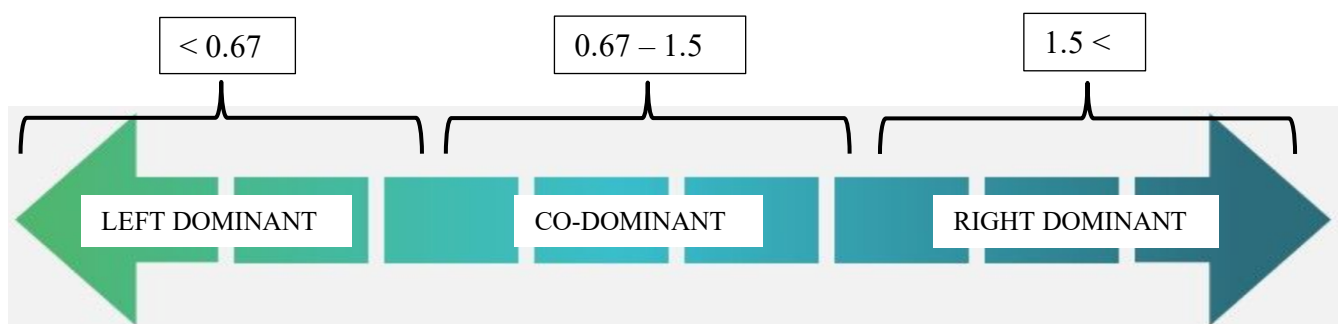 < 0.67
0.67 – 1.5
1.5 <
LEFT DOMINANT
CO-DOMINANT
RIGHT DOMINANT